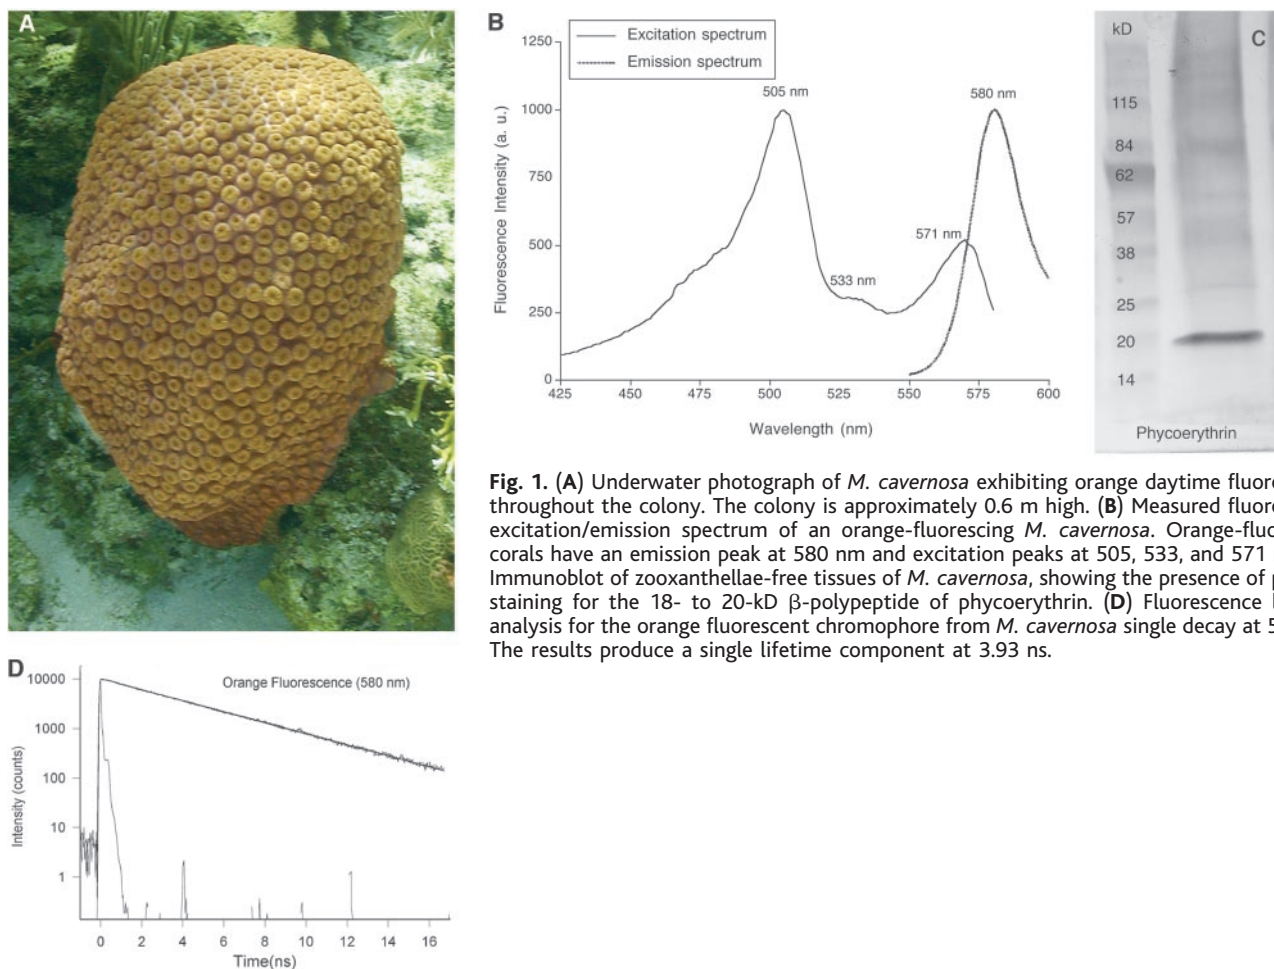 A
B
Excitation spectrum
Emission spectrum
1250
1000
750
500
250
0
Fluorescence Intensity (a. u.)
505 nm
533 nm
571 nm
580 nm
425
450
475
500
525
550
575
600
Wavelength (nm)
C
kD
115
84
62
57
38
25
20
14
Phycoerythrin
Fig. 1. (A) Underwater photograph of M. cavernosa exhibiting orange daytime
throughout the colony. The colony is approximately 0.6 m high. (B) Measured
excitation/emission spectrum of an orange-fluorescing M. cavernosa.
corals have an emission peak at 580 nm and excitation peaks at 505, 533, and 571
Immunoblot of zooxanthellae-free tissues of M. cavernosa, showing the presence of
staining for the 18- to 20-kD β-polypeptide of phycoerythrin. (D) Fluorescence
analysis for the orange fluorescent chromophore from M. cavernosa single decay at
The results produce a single lifetime component at 3.93 ns.
D
Orange Fluorescence (580 nm)
10000
1000
100
10
1
Intensity (counts)
0
2
4
6
8
10
12
14
16
Time(ns)